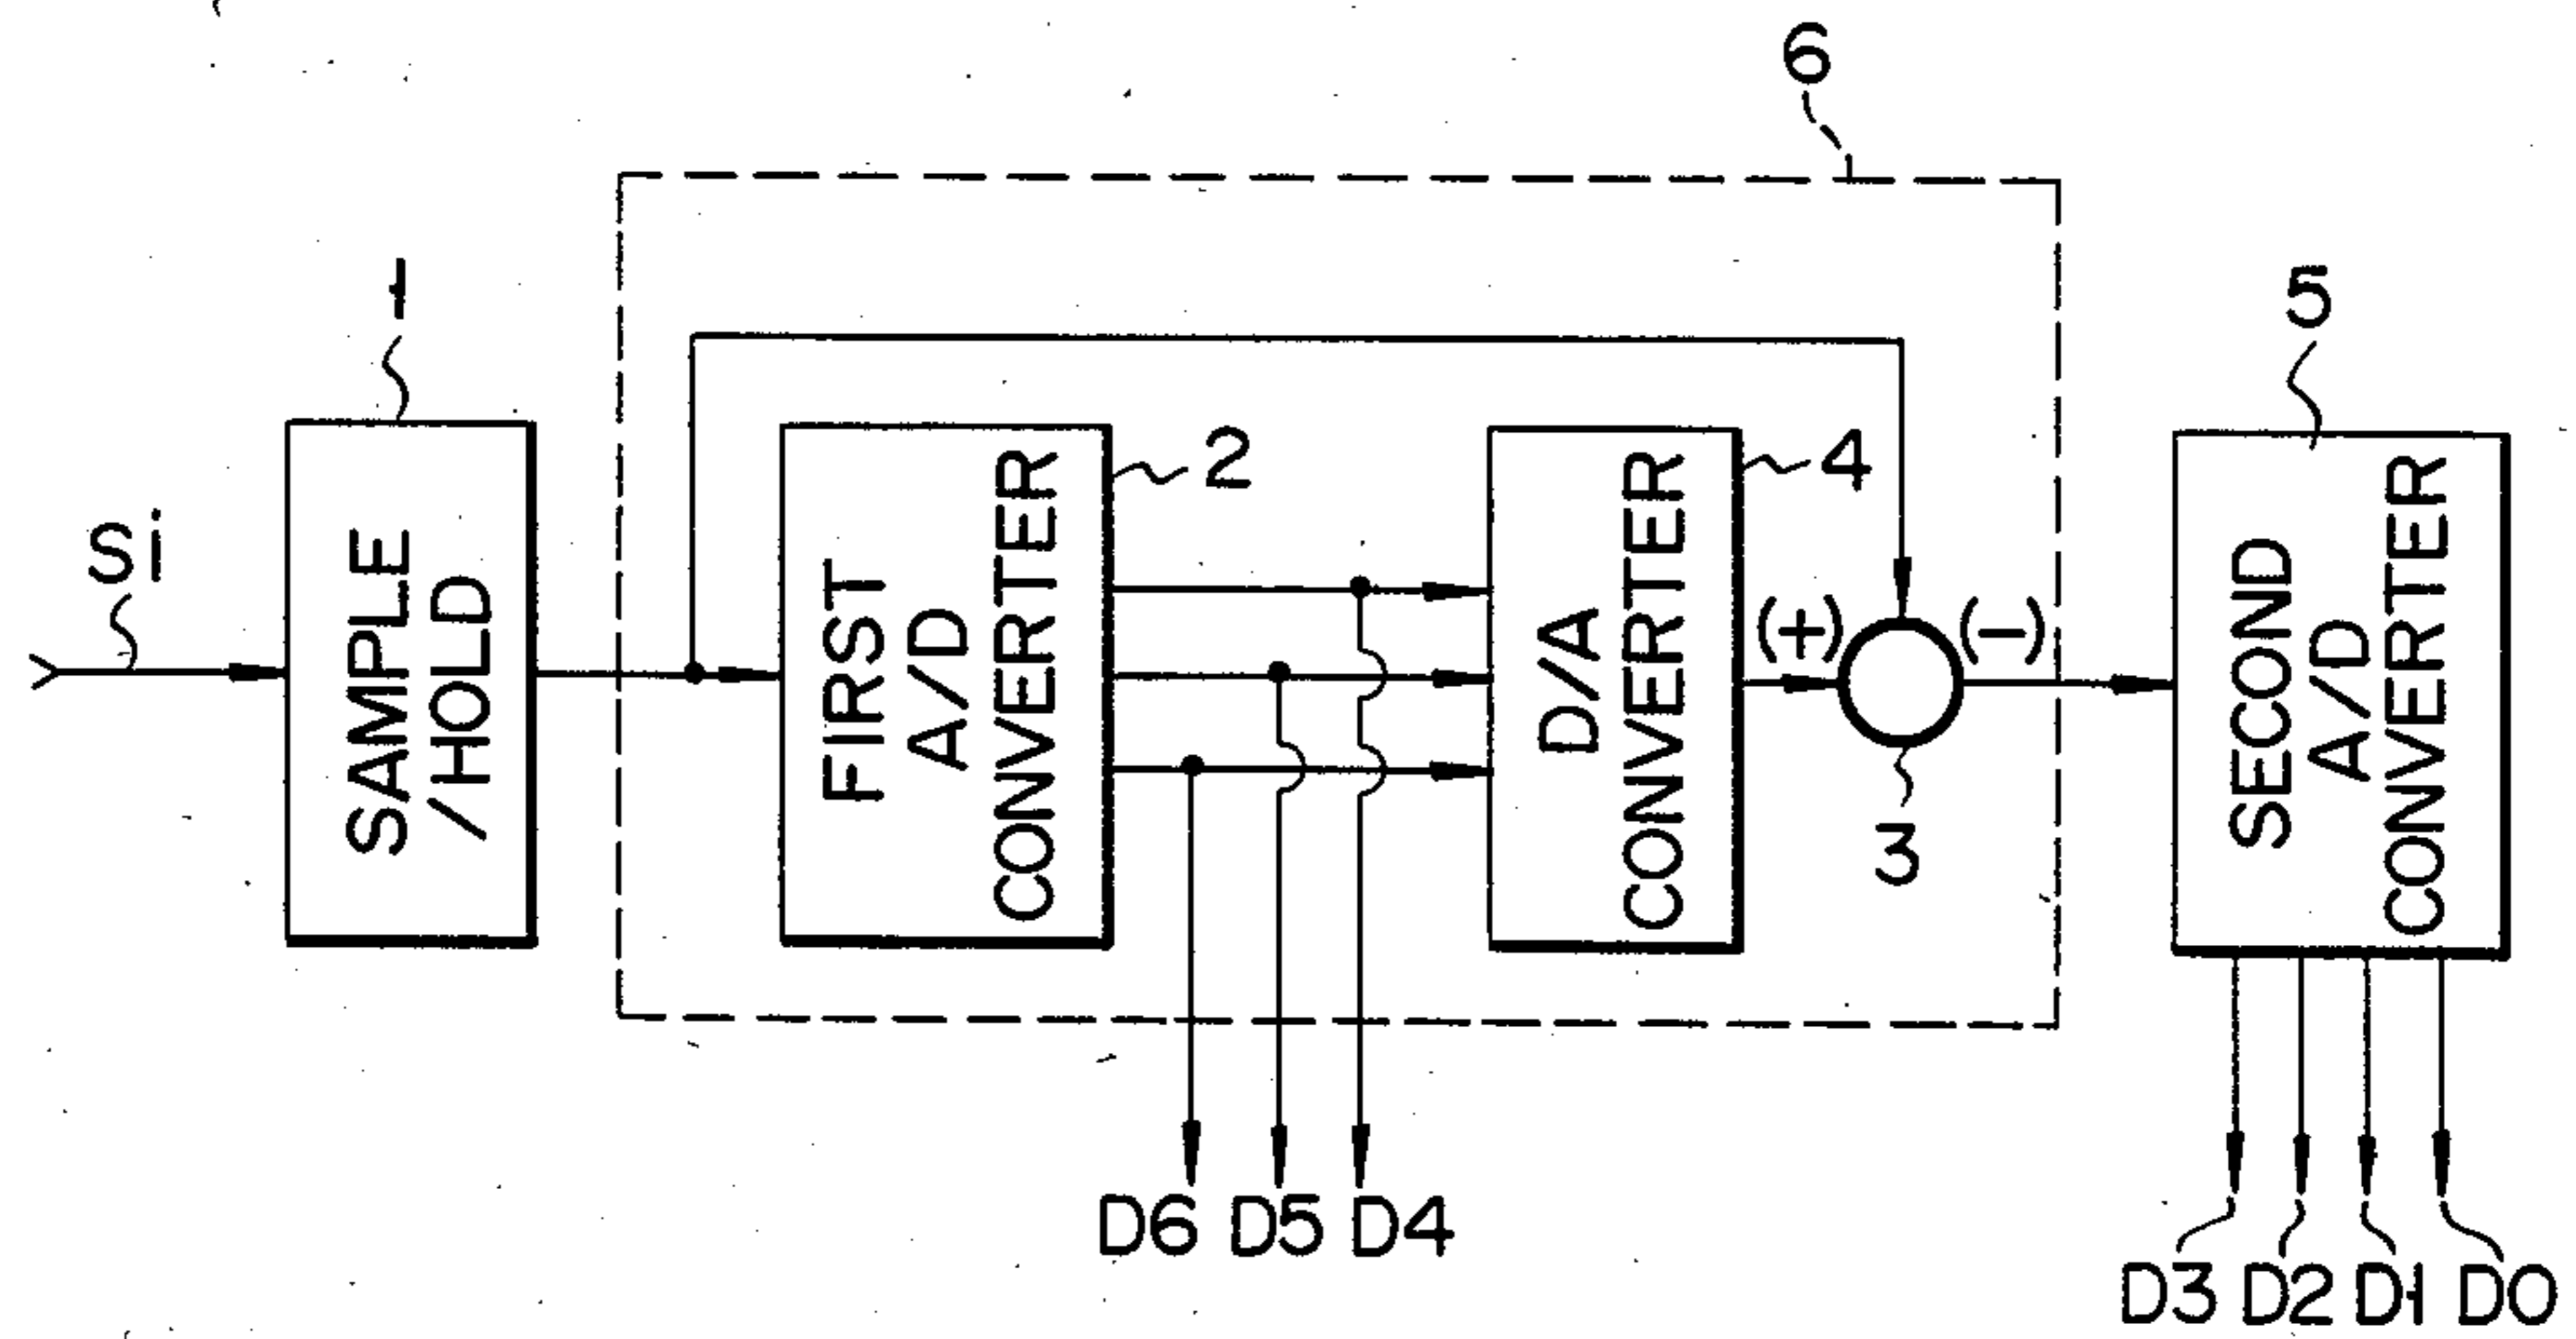 6
1
5
Si
SAMPLE
/HOLD
FIRST
A/D
CONVERTER
2
D/A
CONVERTER
4
(+)
(-)
3
SECOND
A/D
CONVERTER
D6 D5 D4
D3 D2 D1 D0